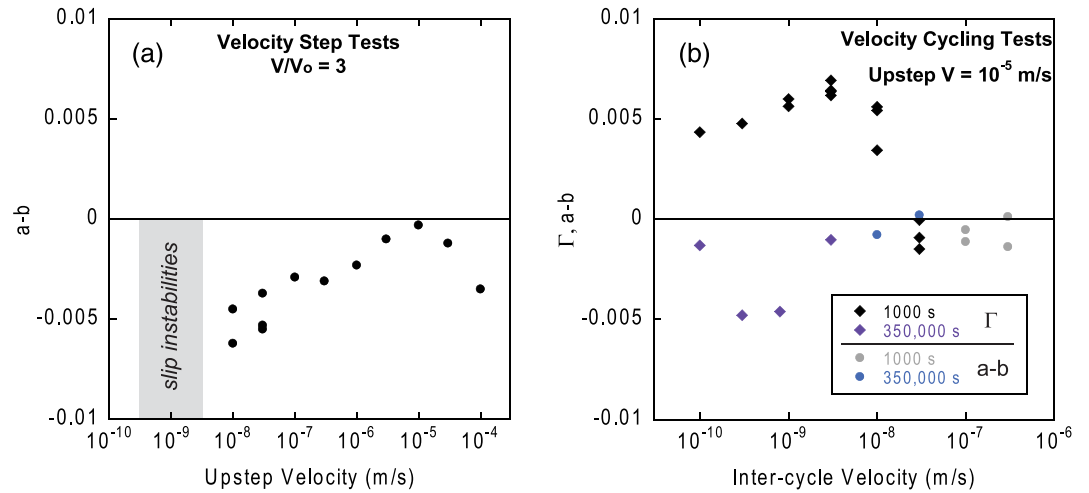 (a)
Velocity Step Tests
V/Vo = 3
0.01
0.005
0
-0.005
-0.01
a-b
slip instabilities
10⁻¹⁰ 10⁻⁹ 10⁻⁸ 10⁻⁷ 10⁻⁶ 10⁻⁵ 10⁻⁴
Upstep Velocity (m/s)
(b)
Velocity Cycling Tests
Upstep V = 10⁻⁵ m/s
0.01
0.005
0
-0.005
-0.01
Γ, a-b
1000 s
350,000 s
Γ
1000 s
350,000 s
a-b
10⁻¹⁰ 10⁻⁹ 10⁻⁸ 10⁻⁷ 10⁻⁶
Inter-cycle Velocity (m/s)